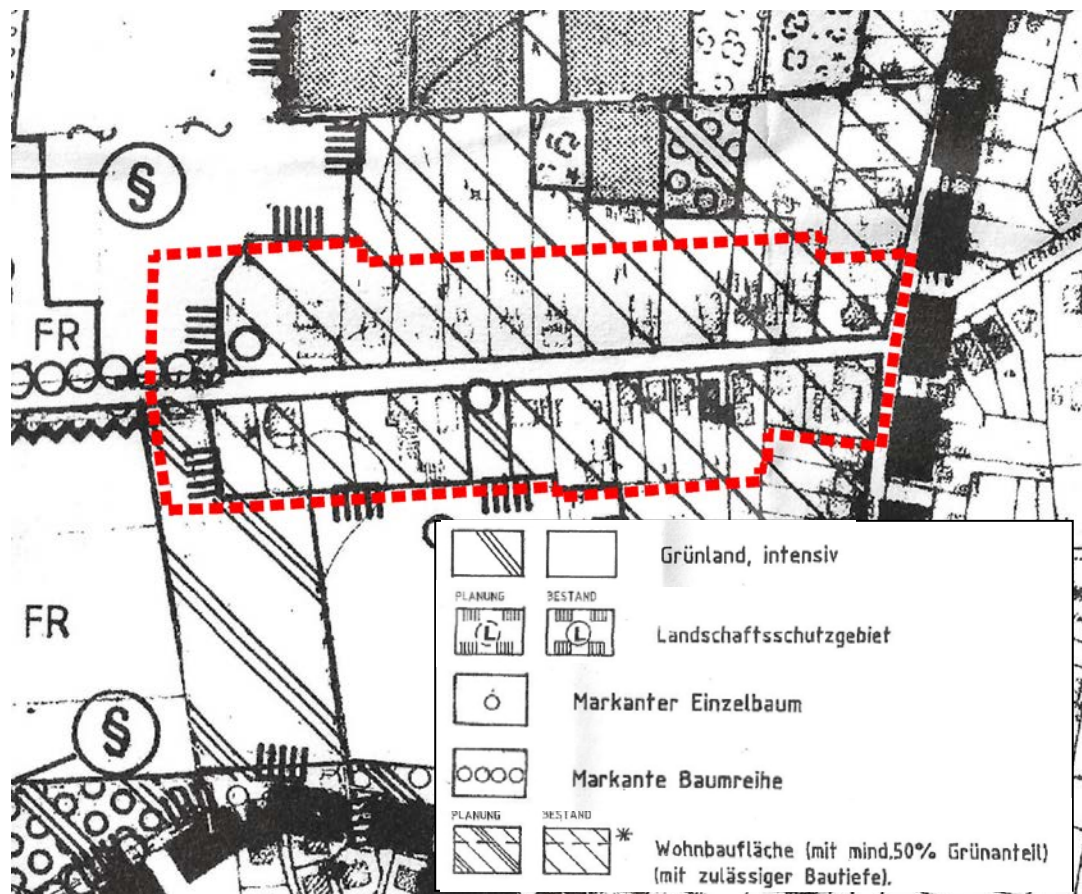 §
FR
Eichenw
FR
§
Grünland, intensiv
PLANUNG BESTAND
L L
Landschaftsschutzgebiet
Markanter Einzelbaum
Markante Baumreihe
PLANUNG BESTAND
*
Wohnbaufläche (mit mind.50% Grünanteil)
(mit zulässiger Bautiefe).